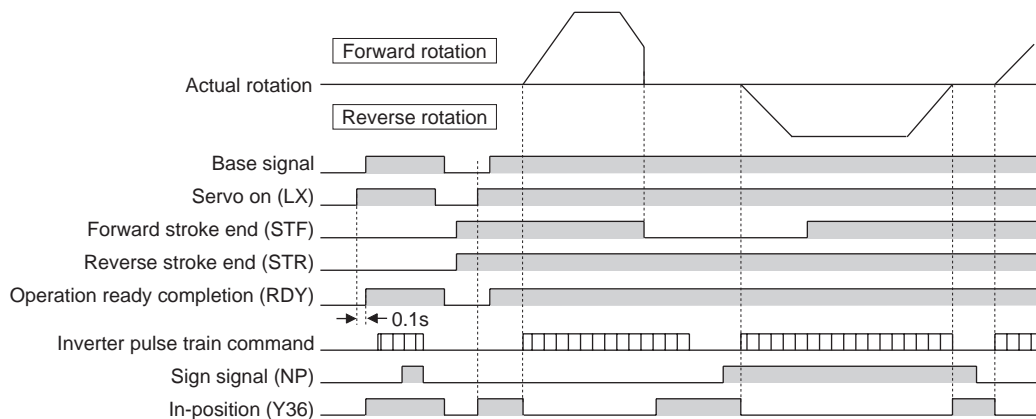 Forward rotation
Actual rotation
Reverse rotation
Base signal
Servo on (LX)
Forward stroke end (STF)
Reverse stroke end (STR)
Operation ready completion (RDY)
0.1s
Inverter pulse train command
Sign signal (NP)
In-position (Y36)